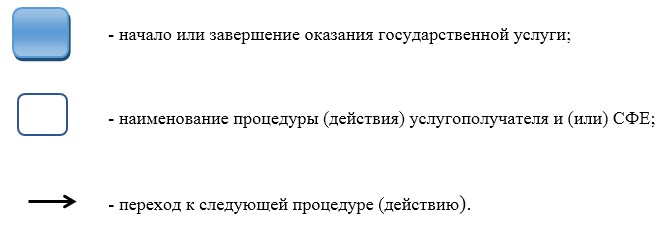 - начало или завершение оказания государственной услуги;
- наименование процедуры (действия) услугополучателя и (или) СФЕ;
- переход к следующей процедуре (действию).